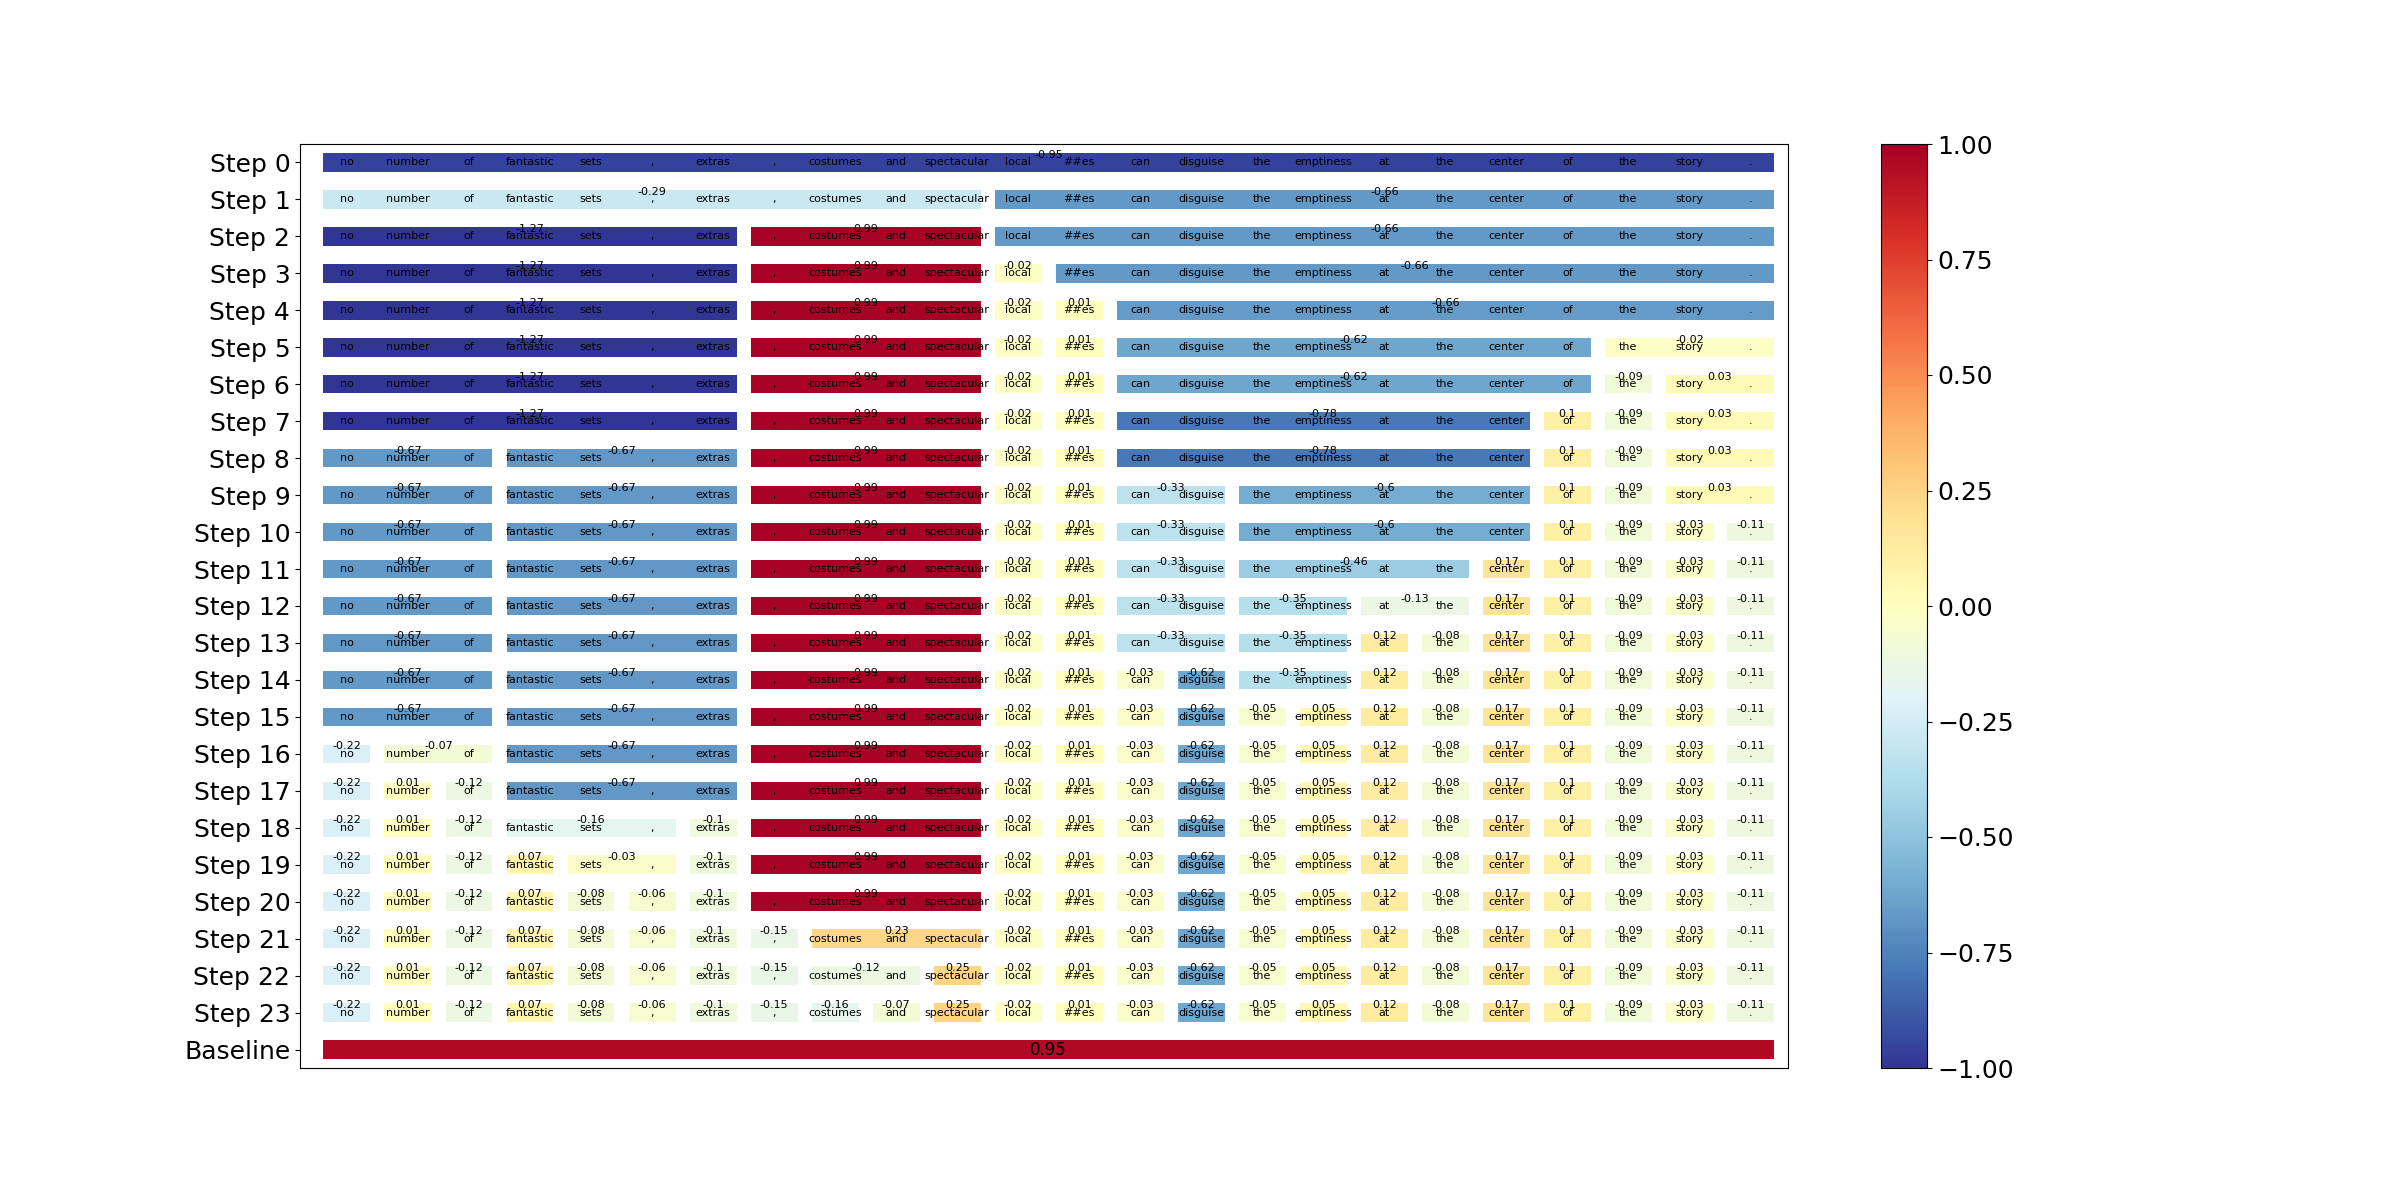 -0.95
Step 0 no number of fantastic sets , extras , costumes and spectacular local ##es can disguise the emptiness at the center of the story .
-0.29 -0.66
Step 1 no number of fantastic sets , extras , costumes and spectacular local ##es can disguise the emptiness at the center of the story .
-1.27 0.99 -0.66
Step 2 no number of fantastic sets , extras , costumes and spectacular local ##es can disguise the emptiness at the center of the story .
-1.27 0.99 -0.02 -0.66
Step 3 no number of fantastic sets , extras , costumes and spectacular local ##es can disguise the emptiness at the center of the story .
-1.27 0.99 -0.02 0.01 -0.66
Step 4 no number of fantastic sets , extras , costumes and spectacular local ##es can disguise the emptiness at the center of the story .
-1.27 0.99 -0.02 0.01 -0.62 -0.02
Step 5 no number of fantastic sets , extras , costumes and spectacular local ##es can disguise the emptiness at the center of the story .
-1.27 0.99 -0.02 0.01 -0.62 -0.09 0.03
Step 6 no number of fantastic sets , extras , costumes and spectacular local ##es can disguise the emptiness at the center of the story .
-1.27 0.99 -0.02 0.01 -0.78 0.1 -0.09 0.03
Step 7 no number of fantastic sets , extras , costumes and spectacular local ##es can disguise the emptiness at the center of the story .
-0.67 -0.67 0.99 -0.02 0.01 -0.78 0.1 -0.09 0.03
Step 8 no number of fantastic sets , extras , costumes and spectacular local ##es can disguise the emptiness at the center of the story .
-0.67 -0.67 0.99 -0.02 0.01 -0.33 -0.6 0.1 -0.09 0.03
Step 9 no number of fantastic sets , extras , costumes and spectacular local ##es can disguise the emptiness at the center of the story .
-0.67 -0.67 0.99 -0.02 0.01 -0.33 -0.6 0.1 -0.09 -0.03 -0.11
Step 10 no number of fantastic sets , extras , costumes and spectacular local ##es can disguise the emptiness at the center of the story .
-0.67 -0.67 0.99 -0.02 0.01 -0.33 -0.46 0.17 0.1 -0.09 -0.03 -0.11
Step 11 no number of fantastic sets , extras , costumes and spectacular local ##es can disguise the emptiness at the center of the story .
-0.67 -0.67 0.99 -0.02 0.01 -0.33 -0.35 -0.13 0.17 0.1 -0.09 -0.03 -0.11
Step 12 no number of fantastic sets , extras , costumes and spectacular local ##es can disguise the emptiness at the center of the story .
-0.67 -0.67 0.99 -0.02 0.01 -0.33 -0.35 0.12 -0.08 0.17 0.1 -0.09 -0.03 -0.11
Step 13 no number of fantastic sets , extras , costumes and spectacular local ##es can disguise the emptiness at the center of the story .
-0.67 -0.67 0.99 -0.02 0.01 -0.03 -0.62 -0.35 0.12 -0.08 0.17 0.1 -0.09 -0.03 -0.11
Step 14 no number of fantastic sets , extras , costumes and spectacular local ##es can disguise the emptiness at the center of the story .
-0.67 -0.67 0.99 -0.02 0.01 -0.03 -0.62 -0.05 0.05 0.12 -0.08 0.17 0.1 -0.09 -0.03 -0.11
Step 15 no number of fantastic sets , extras , costumes and spectacular local ##es can disguise the emptiness at the center of the story .
-0.22 -0.07 -0.67 0.99 -0.02 0.01 -0.03 -0.62 -0.05 0.05 0.12 -0.08 0.17 0.1 -0.09 -0.03 -0.11
Step 16 no number of fantastic sets , extras , costumes and spectacular local ##es can disguise the emptiness at the center of the story .
-0.22 0.01 -0.12 -0.67 0.99 -0.02 0.01 -0.03 -0.62 -0.05 0.05 0.12 -0.08 0.17 0.1 -0.09 -0.03 -0.11
Step 17 no number of fantastic sets , extras , costumes and spectacular local ##es can disguise the emptiness at the center of the story .
-0.22 0.01 -0.12 -0.16 -0.1 0.99 -0.02 0.01 -0.03 -0.62 -0.05 0.05 0.12 -0.08 0.17 0.1 -0.09 -0.03 -0.11
Step 18 no number of fantastic sets , extras , costumes and spectacular local ##es can disguise the emptiness at the center of the story .
-0.22 0.01 -0.12 0.07 -0.03 -0.1 0.99 -0.02 0.01 -0.03 -0.62 -0.05 0.05 0.12 -0.08 0.17 0.1 -0.09 -0.03 -0.11
Step 19 no number of fantastic sets , extras , costumes and spectacular local ##es can disguise the emptiness at the center of the story .
-0.22 0.01 -0.12 0.07 -0.08 -0.06 -0.1 0.99 -0.02 0.01 -0.03 -0.62 -0.05 0.05 0.12 -0.08 0.17 0.1 -0.09 -0.03 -0.11
Step 20 no number of fantastic sets , extras , costumes and spectacular local ##es can disguise the emptiness at the center of the story .
-0.22 0.01 -0.12 0.07 -0.08 -0.06 -0.1 -0.15 0.23 -0.02 0.01 -0.03 -0.62 -0.05 0.05 0.12 -0.08 0.17 0.1 -0.09 -0.03 -0.11
Step 21 no number of fantastic sets , extras , costumes and spectacular local ##es can disguise the emptiness at the center of the story .
-0.22 0.01 -0.12 0.07 -0.08 -0.06 -0.1 -0.15 -0.12 0.25 -0.02 0.01 -0.03 -0.62 -0.05 0.05 0.12 -0.08 0.17 0.1 -0.09 -0.03 -0.11
Step 22 no number of fantastic sets , extras , costumes and spectacular local ##es can disguise the emptiness at the center of the story .
-0.22 0.01 -0.12 0.07 -0.08 -0.06 -0.1 -0.15 -0.16 -0.07 0.25 -0.02 0.01 -0.03 -0.62 -0.05 0.05 0.12 -0.08 0.17 0.1 -0.09 -0.03 -0.11
Step 23 no number of fantastic sets , extras , costumes and spectacular local ##es can disguise the emptiness at the center of the story .
Baseline 0.95
1.00
0.75
0.50
0.25
0.00
−0.25
−0.50
−0.75
−1.00